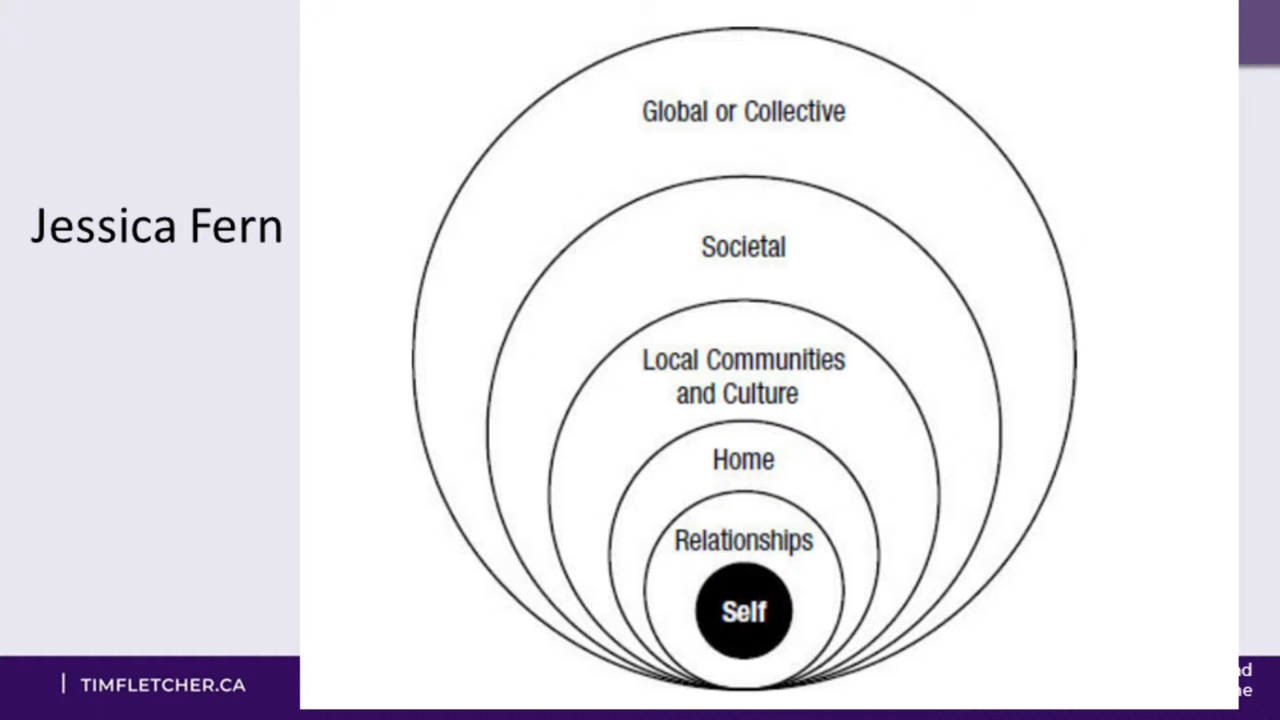 Jessica Fern
Global or Collective
Societal
Local Communities
and Culture
Home
Relationships
Self
| TIMFLETCHER.CA